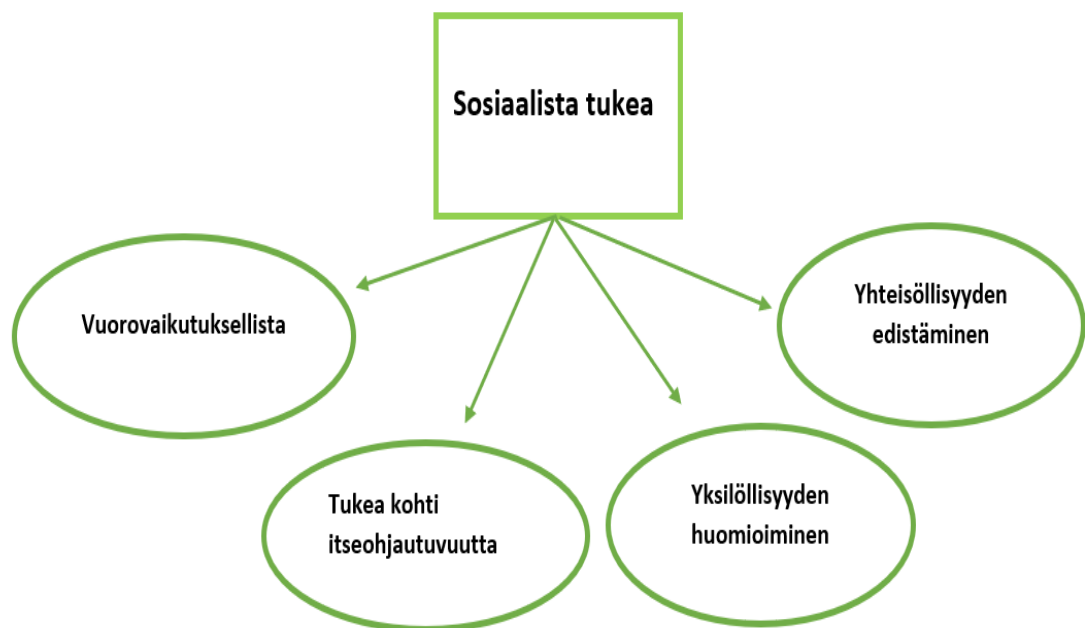 Sosiaalista tukea
Vuorovaikutuksellista
Tukea kohti
itseohjautuvuutta
Yksilöllisyyden
huomioiminen
Yhteisöllisyyden
edistäminen